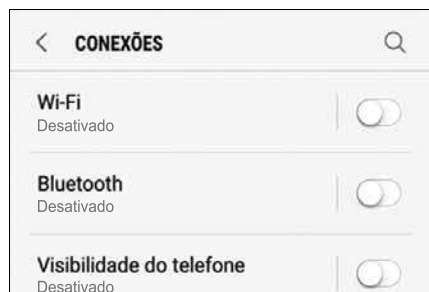 CONEXÕES
Wi-Fi
Desativado
Bluetooth
Desativado
Visibilidade do telefone
Desativado